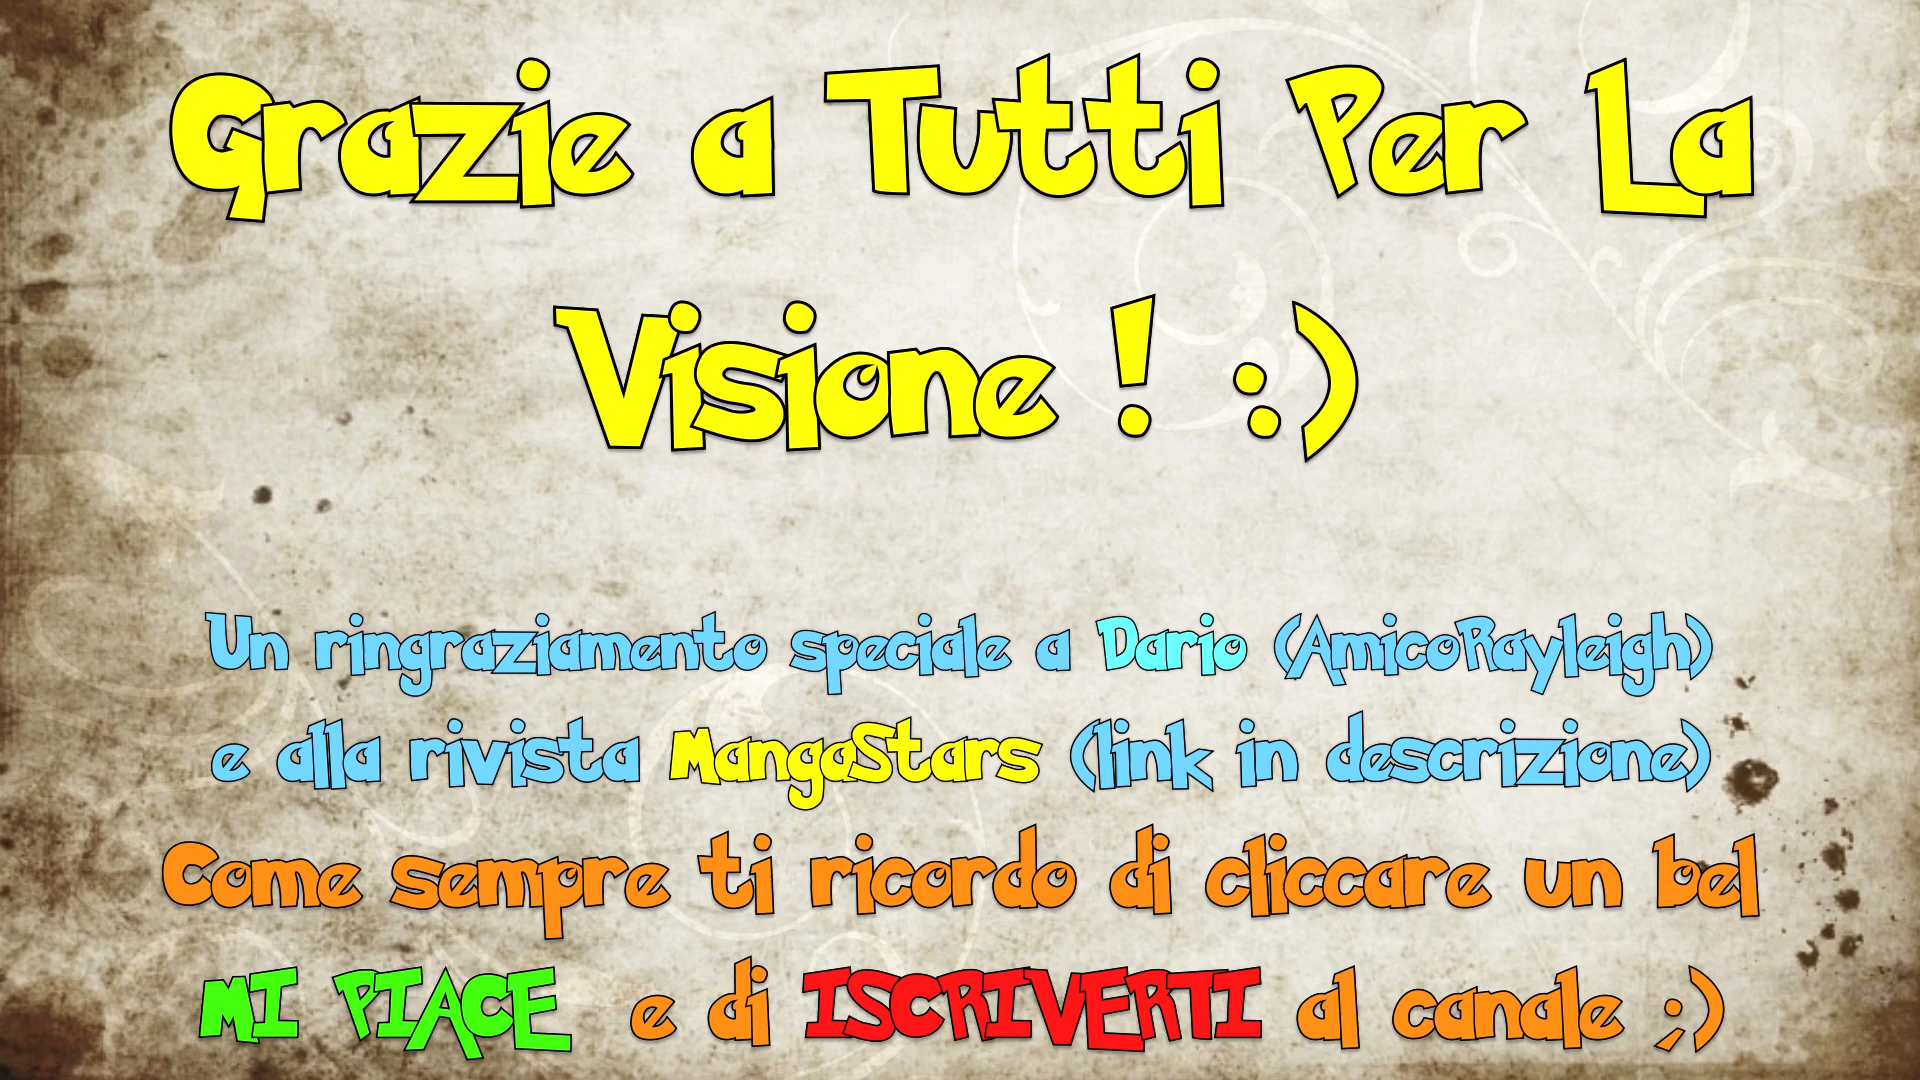 Grazie a Tutti Per La
Visione ! :)
Un ringraziamento speciale a Dario (AmicoRayleigh)
e alla rivista MangaStars (link in descrizione)
Come sempre ti ricordo di cliccare un bel
MI PIACE e di ISCRIVERTI al canale ;)